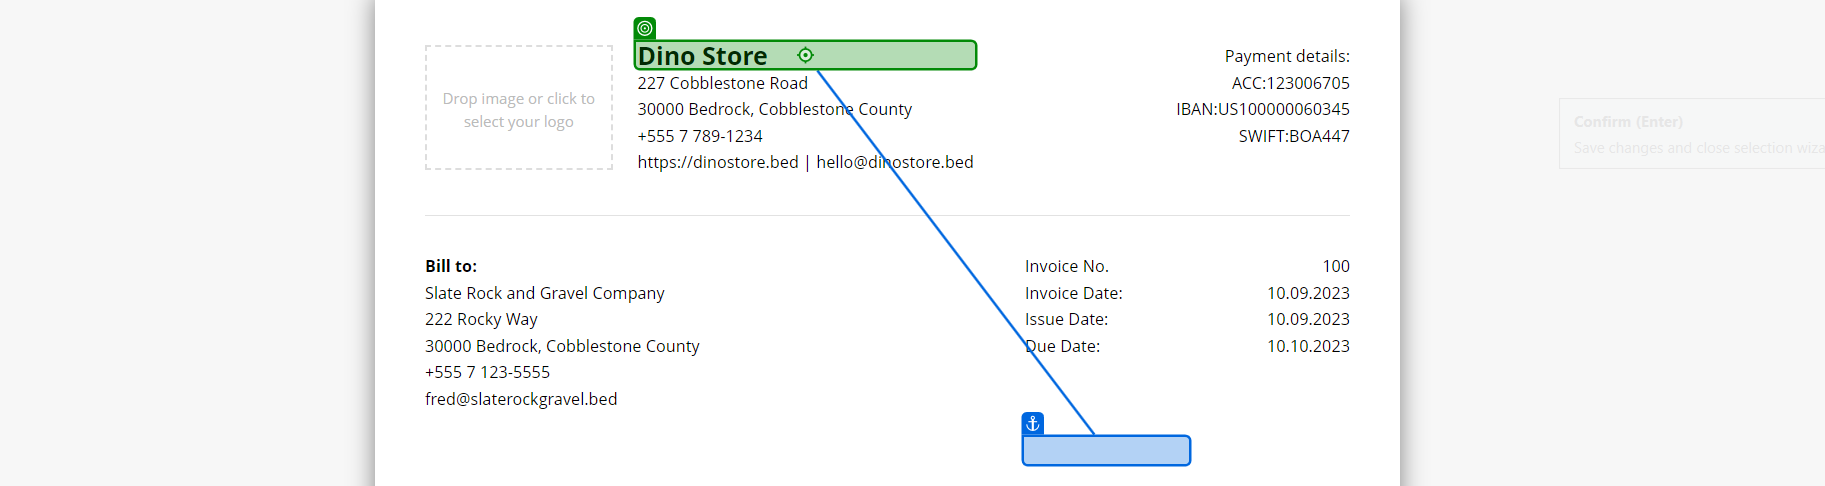 Drop image or click to
select your logo
Dino Store
227 Cobblestone Road
30000 Bedrock, Cobblestone County
+555 7 789-1234
https://dinostore.bed | hello@dinostore.bed
Payment details:
ACC:123006705
IBAN:US100000060345
SWIFT:BOA447
Confirm (Enter)
Save changes and close selection
Bill to:
Slate Rock and Gravel Company
222 Rocky Way
30000 Bedrock, Cobblestone County
+555 7 123-5555
fred@slaterockgravel.bed
Invoice No. 100
Invoice Date: 10.09.2023
Issue Date: 10.09.2023
Due Date: 10.10.2023